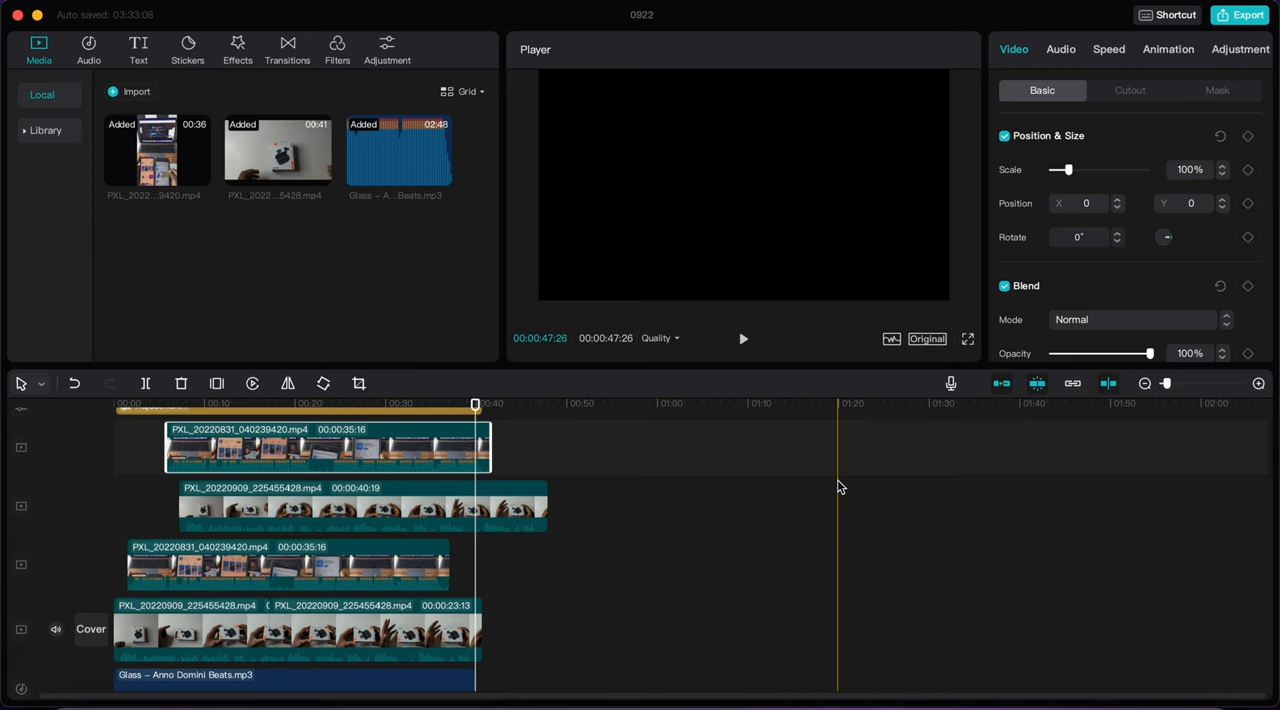 Auto saved: 03:33:08
0922
Shortcut
Export
Media
Audio
Text
Stickers
Effects
Transitions
Filters
Adjustment
Player
Video
Audio
Speed
Animation
Adjustment
Local
Library
Import
Grid
Basic
Cutout
Mask
Added 00:36
Added 00:41
Added 02:48
PXL_2022...9420.mp4
PXL_2022...5428.mp4
Glass – A...Beats.mp3
Position & Size
Scale 100%
Position X 0 Y 0
Rotate 0°
Blend
Mode Normal
Opacity 100%
00:00:47:26 00:00:47:26 Quality
Original
00:00 00:10 00:20 00:30 00:40 00:50 01:00 01:10 01:20 01:30 01:40 01:50 02:00
PXL_20220831_040239420.mp4 00:00:35:16
PXL_20220909_225455428.mp4 00:00:40:19
PXL_20220831_040239420.mp4 00:00:35:16
PXL_20220909_225455428.mp4 PXL_20220909_225455428.mp4 00:00:23:13
Cover
Glass – Anno Domini Beats.mp3